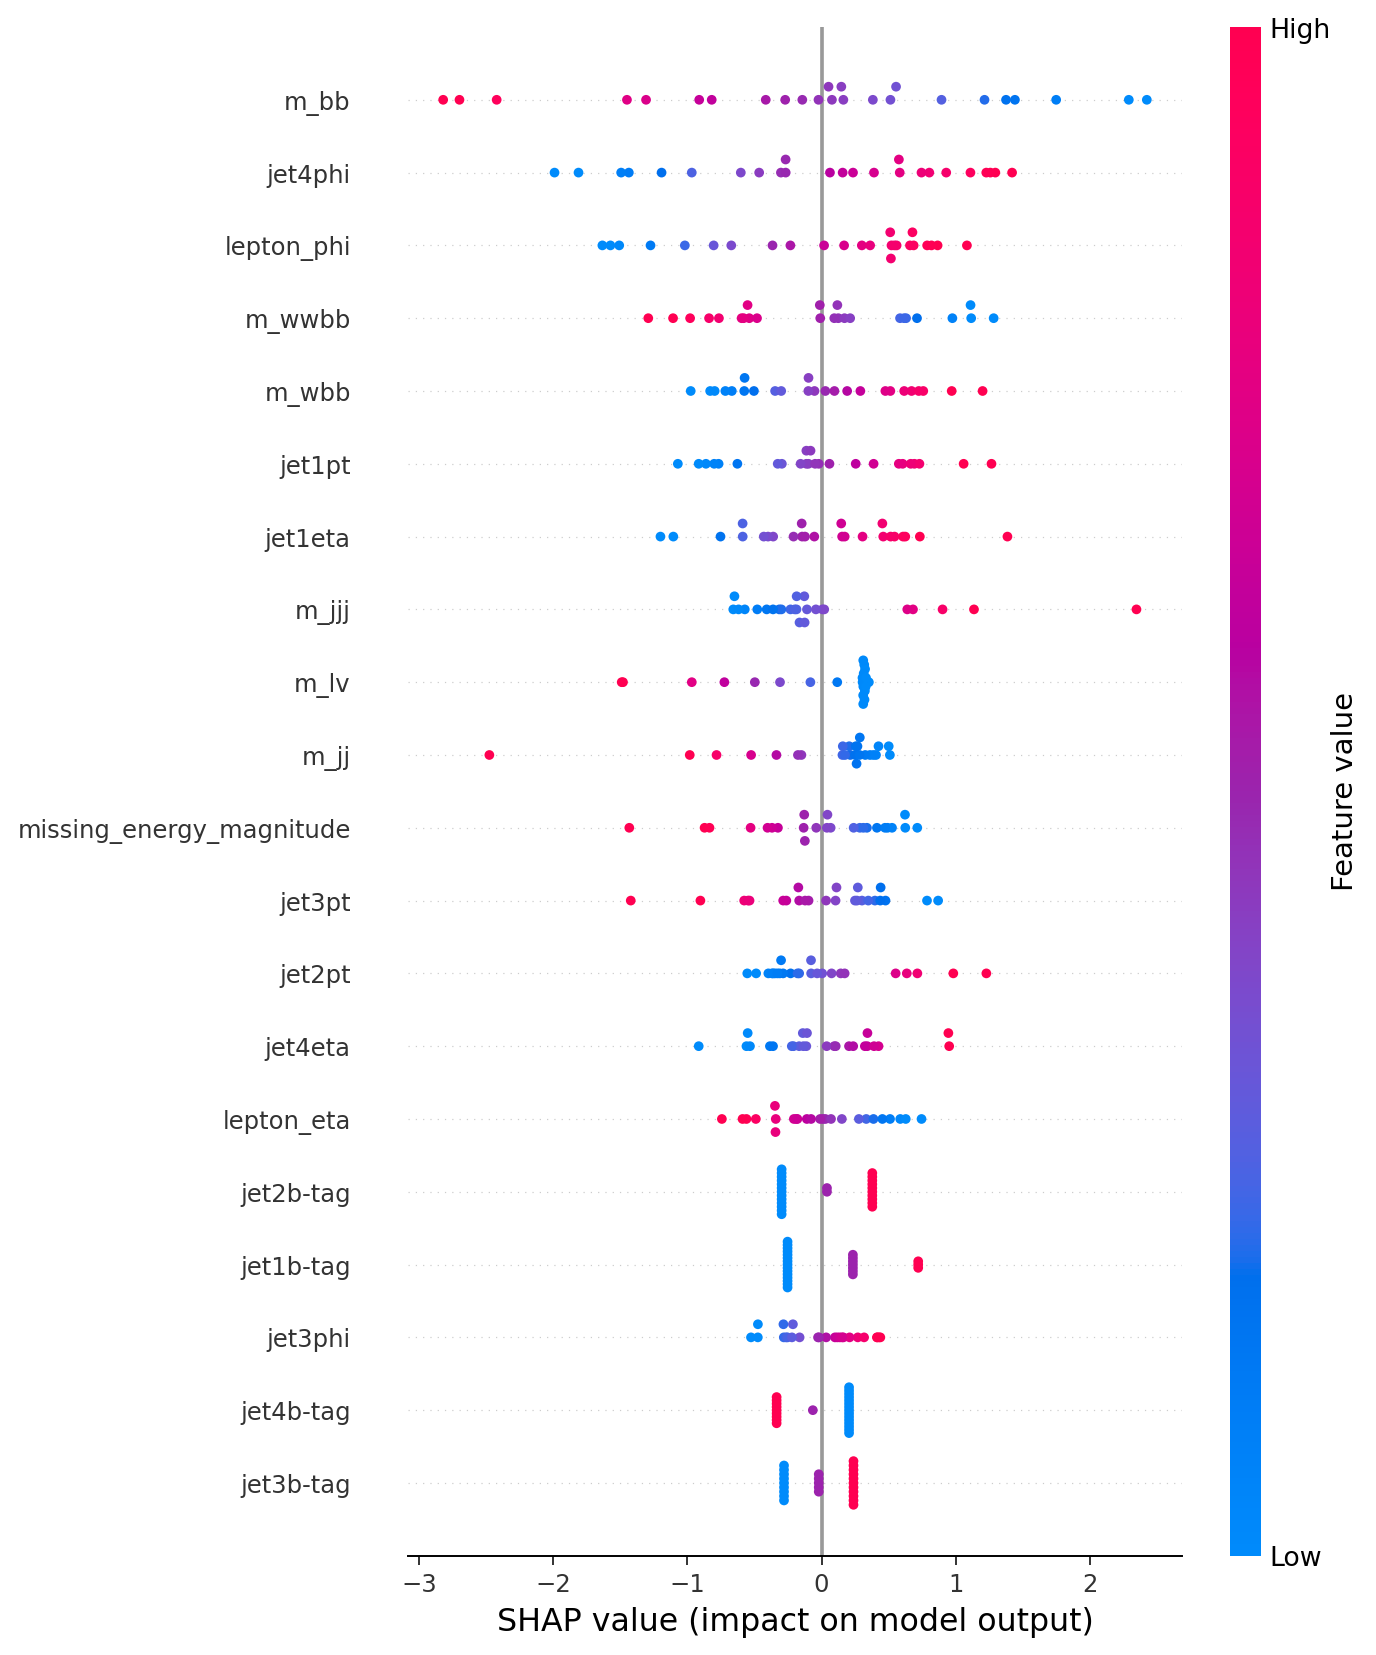 High
m_bb
jet4phi
lepton_phi
m_wwbb
m_wbb
jet1pt
jet1eta
m_jjj
m_lv
m_jj
missing_energy_magnitude
jet3pt
jet2pt
jet4eta
lepton_eta
jet2b-tag
jet1b-tag
jet3phi
jet4b-tag
jet3b-tag
Feature value
Low
−3 −2 −1 0 1 2
SHAP value (impact on model output)